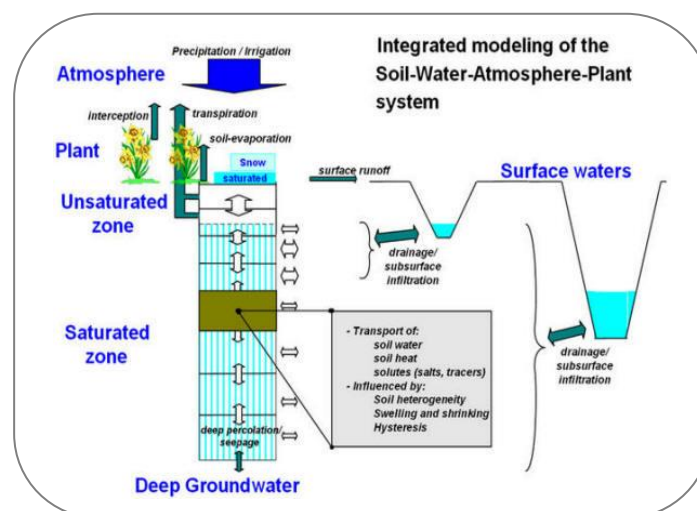 Integrated modeling of the
Soil-Water-Atmosphere-Plant
system
Precipitation / Irrigation
Atmosphere
interception
transpiration
soil-evaporation
Plant
Snow
saturated
surface runoff
Surface waters
Unsaturated
zone
drainage/
subsurface
infiltration
Saturated
zone
- Transport of:
soil water
soil heat
solutes (salts, tracers)
- Influenced by:
Soil heterogeneity
Swelling and shrinking
Hysteresis
drainage/
subsurface
infiltration
deep percolation/
seepage
Deep Groundwater